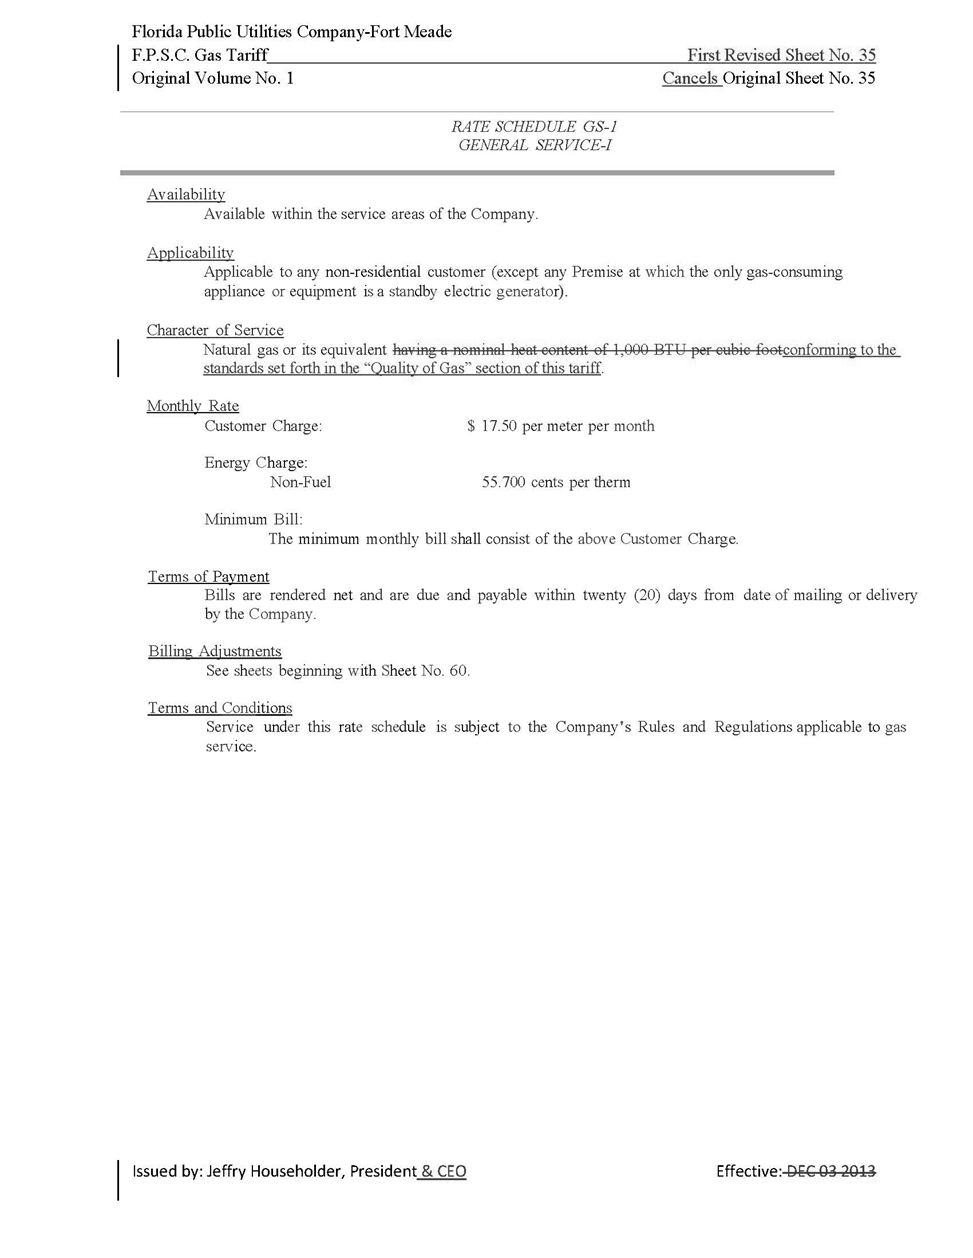 Florida Public Utilities Company-Fort Meade
F.P.S.C. Gas Tariff First Revised Sheet No. 35
Original Volume No. 1 Cancels Original Sheet No. 35
RATE SCHEDULE GS-1
GENERAL SERVICE-I
Availability
Available within the service areas of the Company.
Applicability
Applicable to any non-residential customer (except any Premise at which the only gas-consuming
appliance or equipment is a standby electric generator).
Character of Service
Natural gas or its equivalent having a nominal heat content of 1,000 BTU per cubic footconforming to the
standards set forth in the “Quality of Gas” section of this tariff.
Monthly Rate
Customer Charge: $ 17.50 per meter per month
Energy Charge:
Non-Fuel 55.700 cents per therm
Minimum Bill:
The minimum monthly bill shall consist of the above Customer Charge.
Terms of Payment
Bills are rendered net and are due and payable within twenty (20) days from date of mailing or delivery
by the Company.
Billing Adjustments
See sheets beginning with Sheet No. 60.
Terms and Conditions
Service under this rate schedule is subject to the Company's Rules and Regulations applicable to gas
service.
Issued by: Jeffry Householder, President & CEO Effective: DEC 03 2013